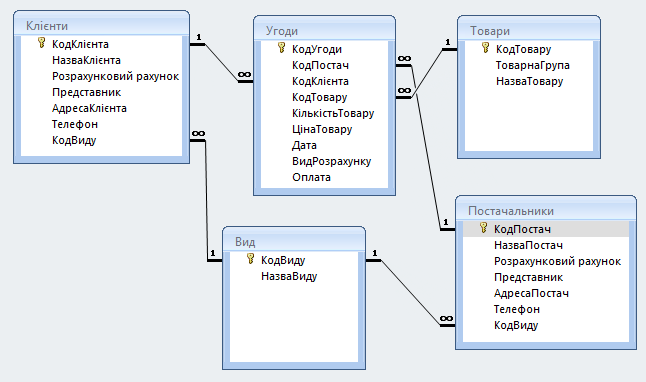 Клієнти
КодКлієнта
НазваКлієнта
Розрахунковий рахунок
Представник
АдресаКлієнта
Телефон
КодВиду
Угоди
КодУгоди
КодПостач
КодКлієнта
КодТовару
КількістьТовару
ЦінаТовару
Дата
ВидРозрахунку
Оплата
Товари
КодТовару
ТоварнаГрупа
НазваТовару
Вид
КодВиду
НазваВиду
Постачальники
КодПостач
НазваПостач
Розрахунковий рахунок
Представник
АдресаПостач
Телефон
КодВиду
1
∞
∞
∞
1
1
∞
1
1
∞